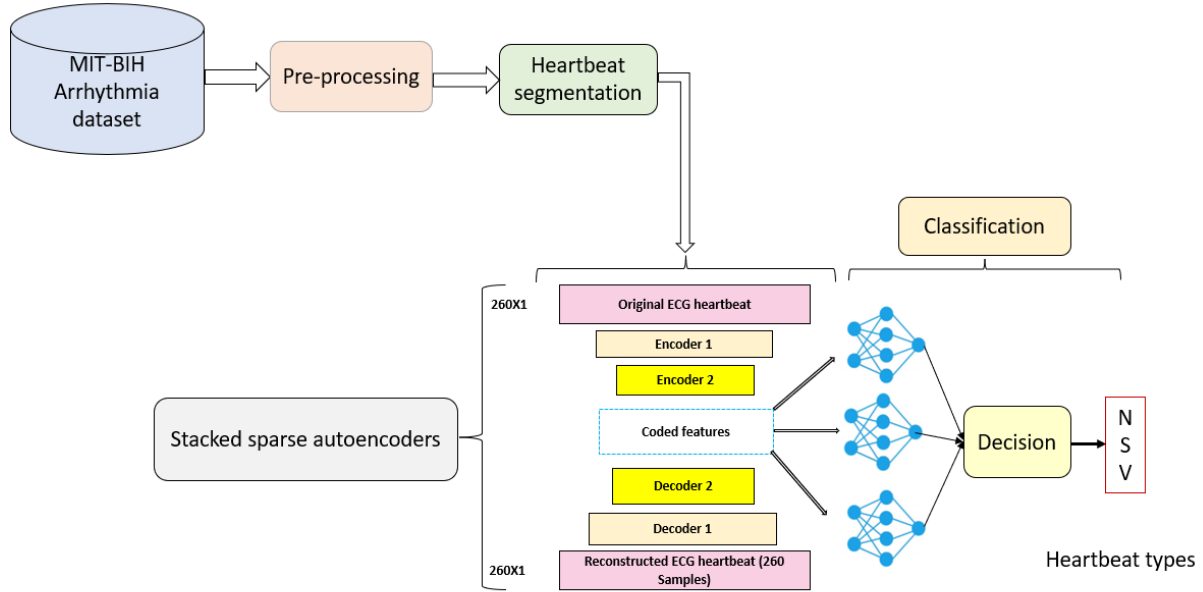 MIT-BIH
Arrhythmia
dataset
Pre-processing
Heartbeat
segmentation
Classification
260X1
Original ECG heartbeat
Encoder 1
Encoder 2
Stacked sparse autoencoders
Coded features
Decision
N
S
V
Decoder 2
Decoder 1
260X1
Reconstructed ECG heartbeat (260
Samples)
Heartbeat types